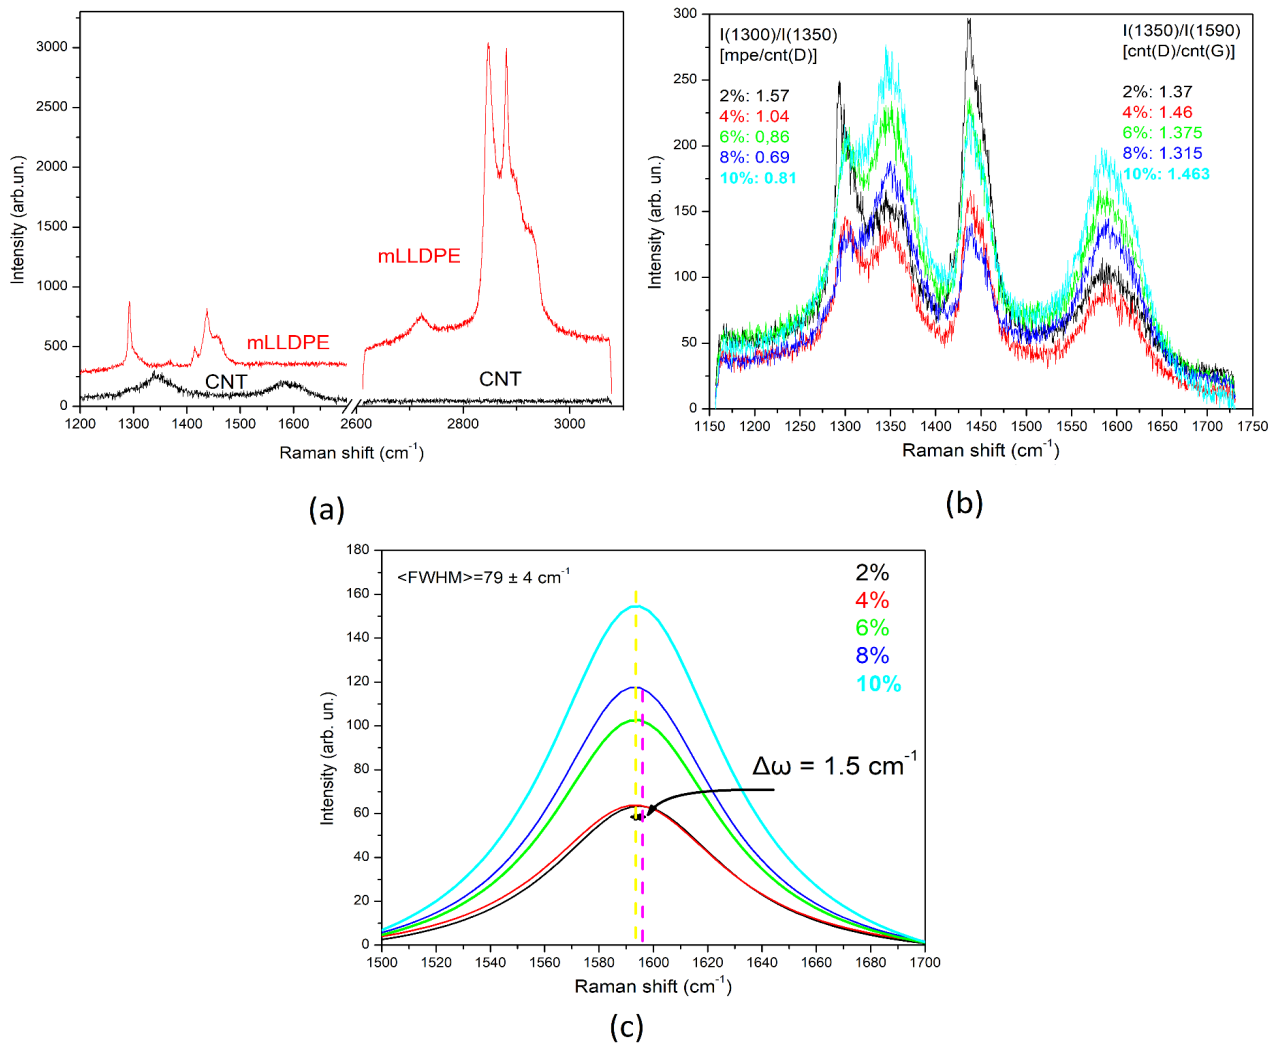 3000
2500
2000
1500
1000
500
0
Intensity (arb. un.)
mLLDPE
mLLDPE
CNT
CNT
1200 1300 1400 1500 1600 2600 2800 3000
Raman shift (cm⁻¹)
(a)
300
250
200
150
100
50
0
Intensity (arb. un.)
I(1300)/I(1350)
[mpe/cnt(D)]
2%: 1.57
4%: 1.04
6%: 0,86
8%: 0.69
10%: 0.81
I(1350)/I(1590)
[cnt(D)/cnt(G)]
2%: 1.37
4%: 1.46
6%: 1.375
8%: 1.315
10%: 1.463
1150 1200 1250 1300 1350 1400 1450 1500 1550 1600 1650 1700 1750
Raman shift (cm⁻¹)
(b)
180
160
140
120
100
80
60
40
20
0
Intensity (arb. un.)
<FWHM>=79 ± 4 cm⁻¹
2%
4%
6%
8%
10%
Δω = 1.5 cm⁻¹
1500 1520 1540 1560 1580 1600 1620 1640 1660 1680 1700
Raman shift (cm⁻¹)
(c)